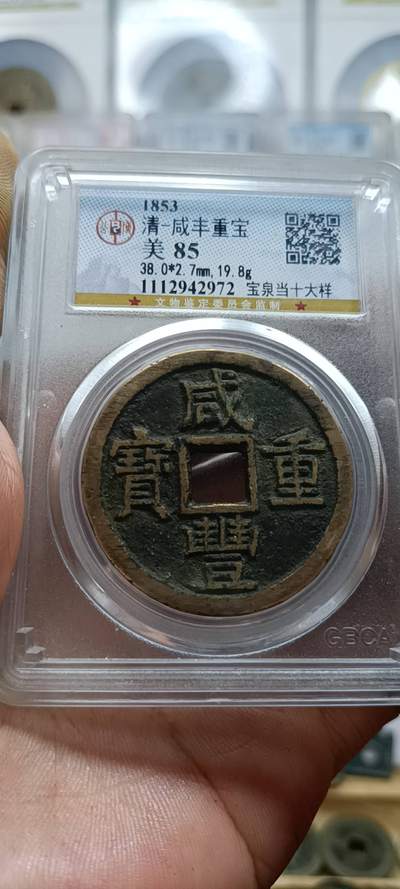 1853
清-咸丰重宝
美 85
38.0*2.7mm,19.8g
1112942972 宝泉当十大样
★ 文物鉴定委员会监制 ★
咸
寶 重
豐
GBCA